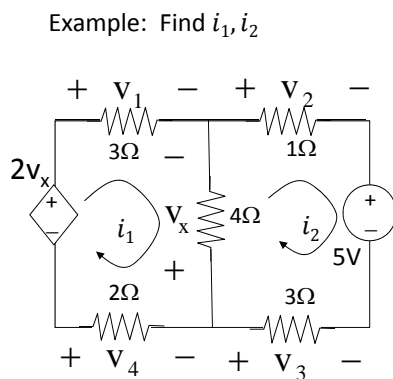 Example: Find i₁, i₂
+ v₁ − + v₂ −
3Ω 1Ω
−
2vₓ + −
vₓ 4Ω
i₁ i₂
+ −
5V
+
2Ω 3Ω
+ v₄ − + v₃ −